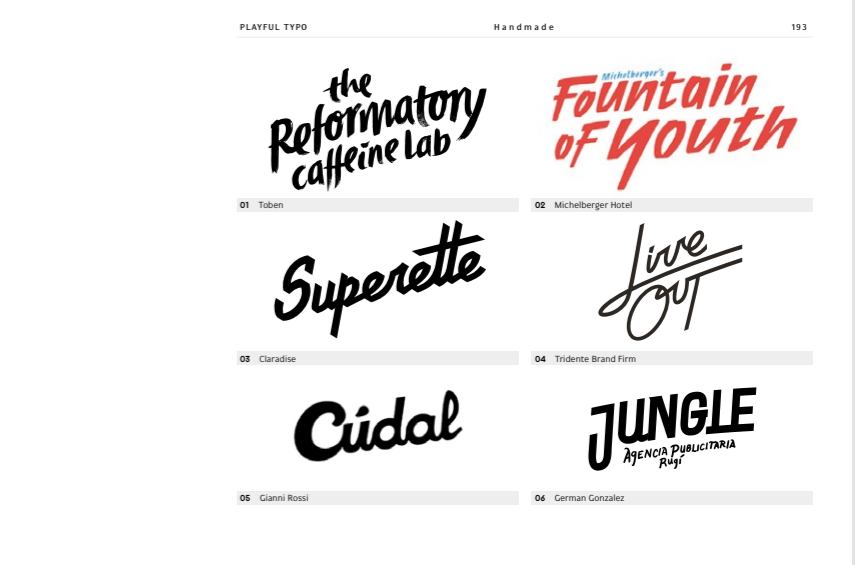 PLAYFUL TYPO Handmade 193
the
Reformatory
caffeine Lab
01 Toben
Michelberger's
Fountain
of Youth
02 Michelberger Hotel
Superette
03 Claradise
Live
Out
04 Tridente Brand Firm
Cúdal
05 Gianni Rossi
JUNGLE
AGENCIA PUBLICITARIA
Rugí
06 German Gonzalez